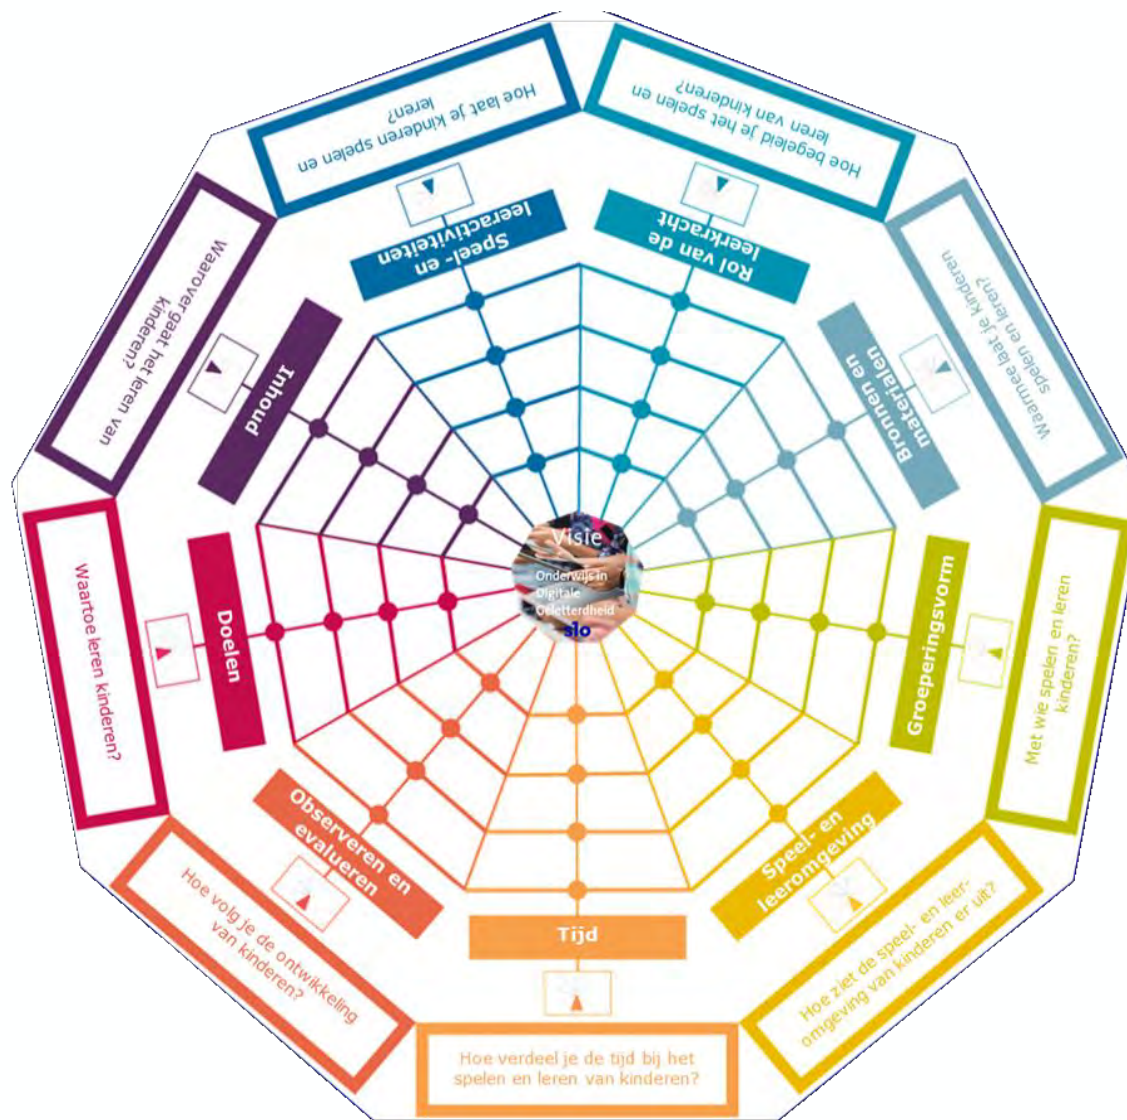 Visie
Onderwijs in
Digitale
Geletterdheid
slo
Hoe begeleid je het spelen en
leren van kinderen?
Rol van de
leerkracht
Waarmee laat je kinderen
spelen en leren?
Bronnen en
materialen
Met wie spelen en leren
kinderen?
Groeperingsvorm
Hoe ziet de speel- en leer-
omgeving van kinderen er uit?
Speel- en
leeromgeving
Tijd
Hoe verdeel je de tijd bij het
spelen en leren van kinderen?
Observeren en
evalueren
Hoe volg je de ontwikkeling
van kinderen?
Doelen
Waartoe leren kinderen?
Inhoud
Waarovergaat het leren van
kinderen?
Speel- en
leeractiviteiten
Hoe laat je kinderen spelen en
leren?